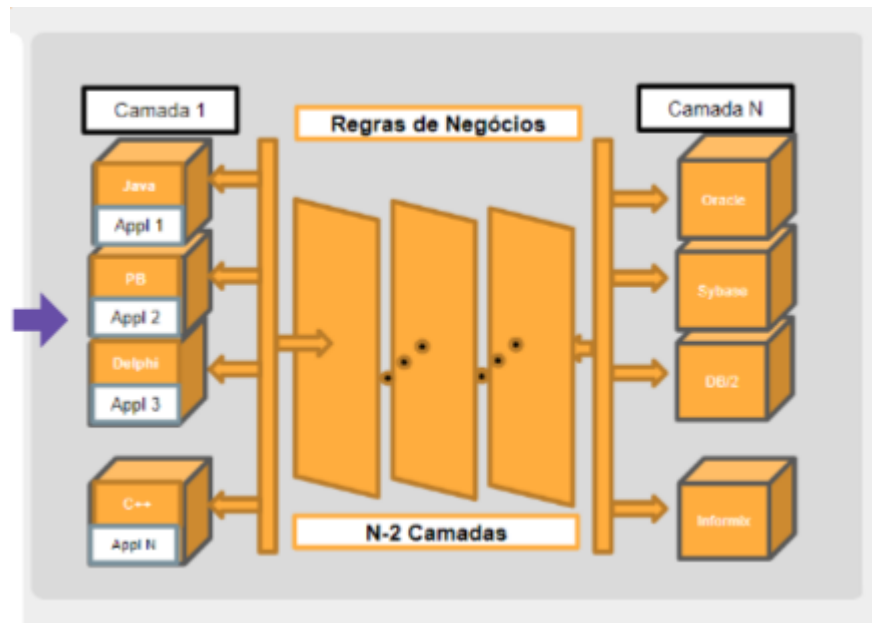 Camada 1
Regras de Negócios
Camada N
Java
Appl 1
PB
Appl 2
Delphi
Appl 3
C++
Appl N
Oracle
Sybase
DB/2
Informix
N-2 Camadas